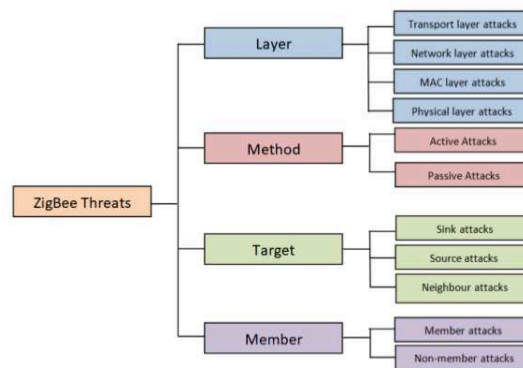 ZigBee Threats
Layer
Transport layer attacks
Network layer attacks
MAC layer attacks
Physical layer attacks
Method
Active Attacks
Passive Attacks
Target
Sink attacks
Source attacks
Neighbour attacks
Member
Member attacks
Non-member attacks